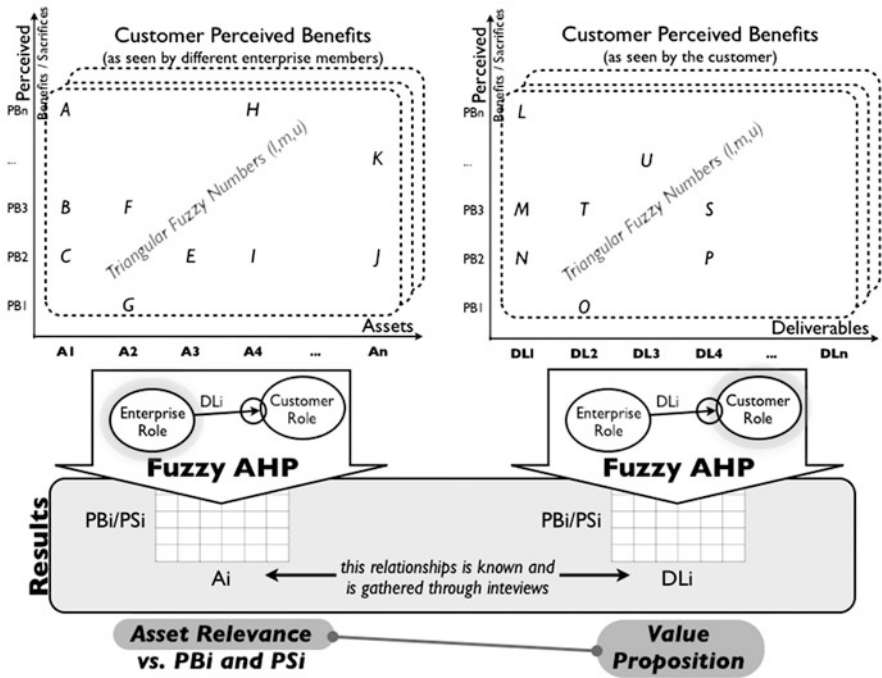 Customer Perceived Benefits
(as seen by different enterprise members)
Perceived
Benefits / Sacrifices
PBn
...
PB3
PB2
PB1
A
H
K
B
F
C
E
I
J
G
Triangular Fuzzy Numbers (l,m,u)
Assets
A1
A2
A3
A4
...
An
Customer Perceived Benefits
(as seen by the customer)
Perceived
Benefits / Sacrifices
PBn
...
PB3
PB2
PB1
L
U
M
T
S
N
P
O
Triangular Fuzzy Numbers (l,m,u)
Deliverables
DL1
DL2
DL3
DL4
...
DLn
Enterprise
Role
DLi
Customer
Role
Fuzzy AHP
Enterprise
Role
DLi
Customer
Role
Fuzzy AHP
Results
PBi/PSi
Ai
PBi/PSi
DLi
this relationships is known and
is gathered through inteviews
Asset Relevance
vs. PBi and PSi
Value
Proposition